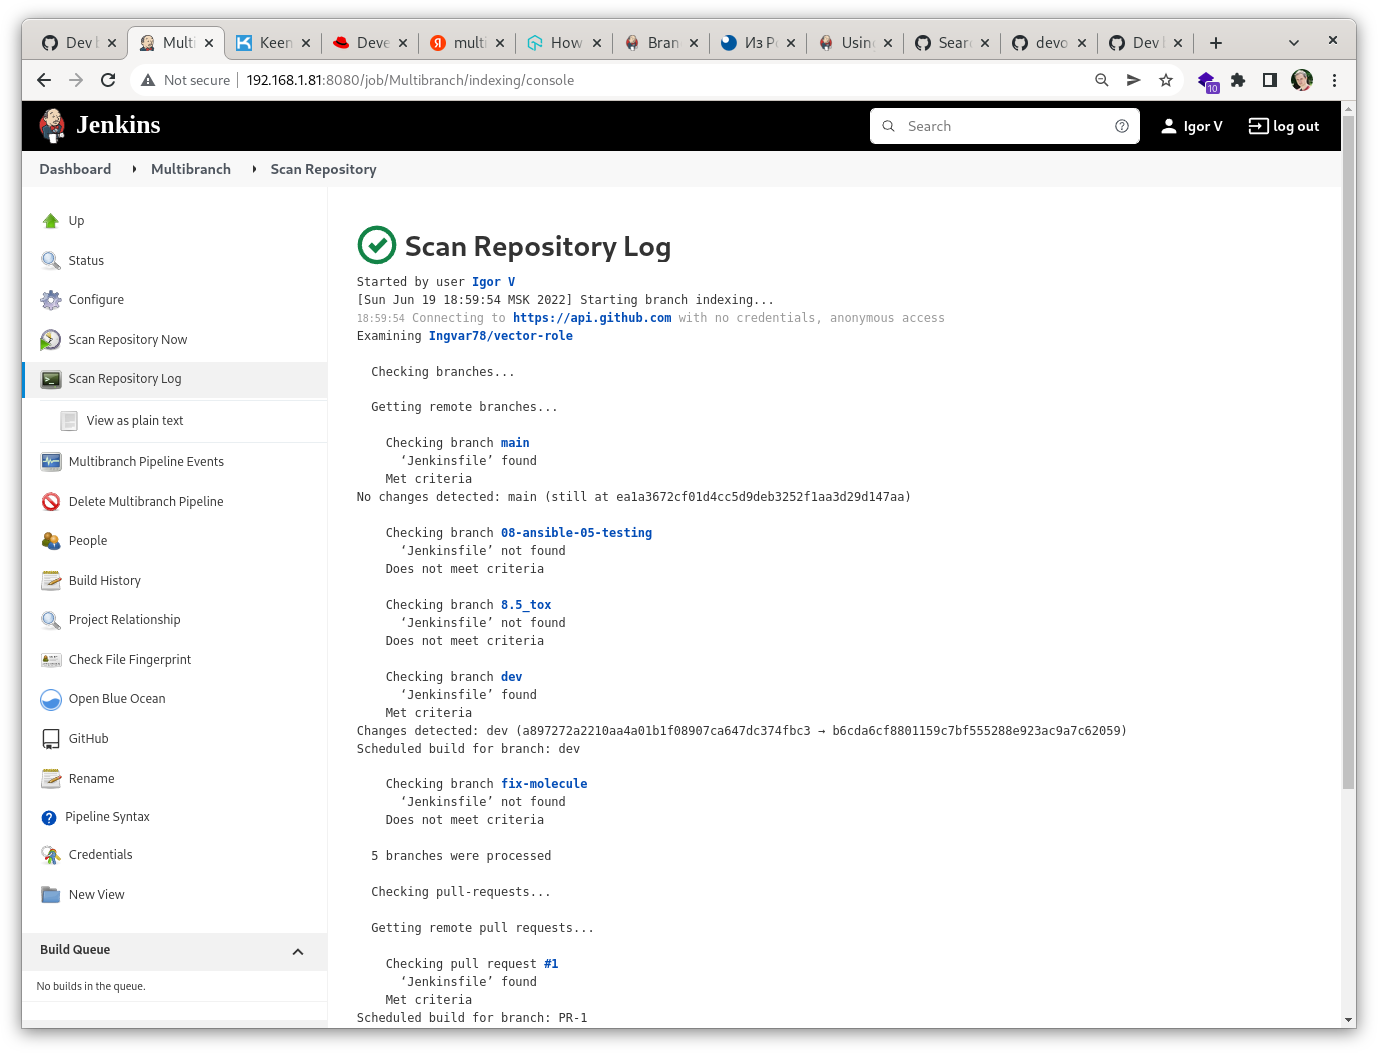 Dev b
Multi
Keen
Deve
multi
How
Bran
Из Р
Using
Sear
devo
Dev b
Not secure
192.168.1.81:8080/job/Multibranch/indexing/console
10
Jenkins
Search
Igor V
log out
Dashboard
Multibranch
Scan Repository
Up
Status
Configure
Scan Repository Now
Scan Repository Log
View as plain text
Multibranch Pipeline Events
Delete Multibranch Pipeline
People
Build History
Project Relationship
Check File Fingerprint
Open Blue Ocean
GitHub
Rename
Pipeline Syntax
Credentials
New View
Build Queue
No builds in the queue.
Scan Repository Log
Started by user Igor V
[Sun Jun 19 18:59:54 MSK 2022] Starting branch indexing...
18:59:54 Connecting to https://api.github.com with no credentials, anonymous access
Examining Ingvar78/vector-role
Checking branches...
Getting remote branches...
Checking branch main
‘Jenkinsfile’ found
Met criteria
No changes detected: main (still at ea1a3672cf01d4cc5d9deb3252f1aa3d29d147aa)
Checking branch 08-ansible-05-testing
‘Jenkinsfile’ not found
Does not meet criteria
Checking branch 8.5_tox
‘Jenkinsfile’ not found
Does not meet criteria
Checking branch dev
‘Jenkinsfile’ found
Met criteria
Changes detected: dev (a897272a2210aa4a01b1f08907ca647dc374fbc3 → b6cda6cf8801159c7bf555288e923ac9a7c62059)
Scheduled build for branch: dev
Checking branch fix-molecule
‘Jenkinsfile’ not found
Does not meet criteria
5 branches were processed
Checking pull-requests...
Getting remote pull requests...
Checking pull request #1
‘Jenkinsfile’ found
Met criteria
Scheduled build for branch: PR-1